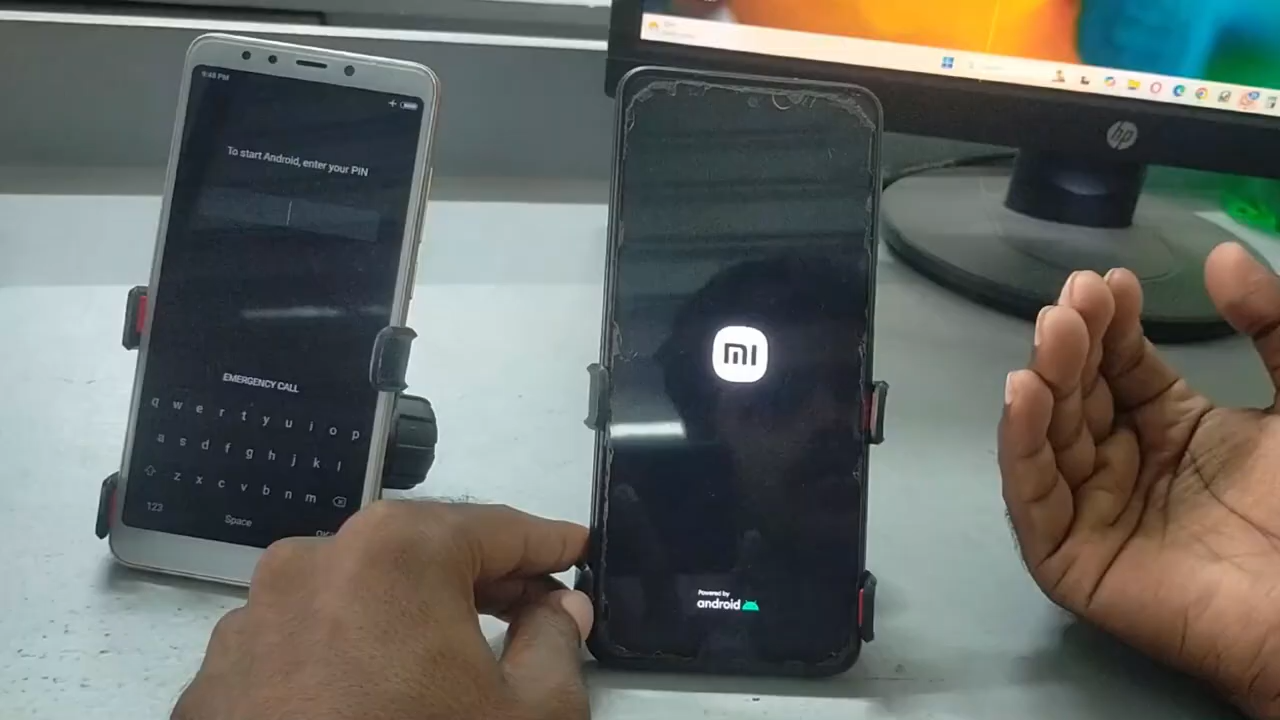 9:48 PM
To start Android, enter your PIN
EMERGENCY CALL
q w e r t y u i o p
a s d f g h j k l
z x c v b n m
123
Space
mi
Powered by
android
hp